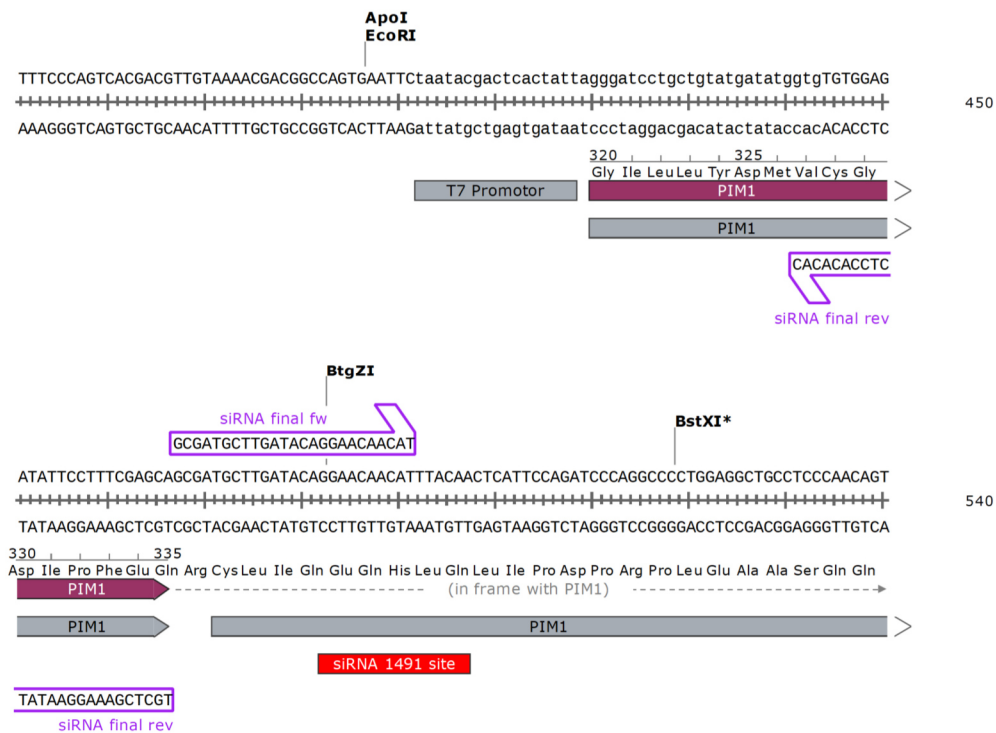 ApoI
EcoRI
TTTCCCAGTCACGACGTTGTAAAACGACGGCCAGTGAATTCtaatacgactcactattagggatcctgctgtatgatatggtgTGTGGAG
450
AAAGGGTCAGTGCTGCAACATTTTGCTGCCGGTCACTTAAGattatgctgagtgataatccctaggacgacatactataccacACACCTC
320 325
Gly Ile Leu Leu Tyr Asp Met Val Cys Gly
T7 Promotor PIM1
PIM1
CACACACCTC
siRNA final rev
BtgZI
siRNA final fw
BstXI*
GCGATGCTTGATACAGGAACAACAT
ATATTCCTTTCGAGCAGCGATGCTTGATACAGGAACAACATTTACAACTCATTCCAGATCCCAGGCCCCTGGAGGCTGCCTCCCAACAGT
540
TATAAGGAAAGCTCGTCGCTACGAACTATGTCCTTGTTGTAAATGTTGAGTAAGGTCTAGGGTCCGGGGACCTCCGACGGAGGGTTGTCA
330 335
Asp Ile Pro Phe Glu Gln Arg Cys Leu Ile Gln Glu Gln His Leu Gln Leu Ile Pro Asp Pro Arg Pro Leu Glu Ala Ala Ser Gln Gln
PIM1 (in frame with PIM1)
PIM1 PIM1
siRNA 1491 site
TATAAGGAAAGCTCGT
siRNA final rev